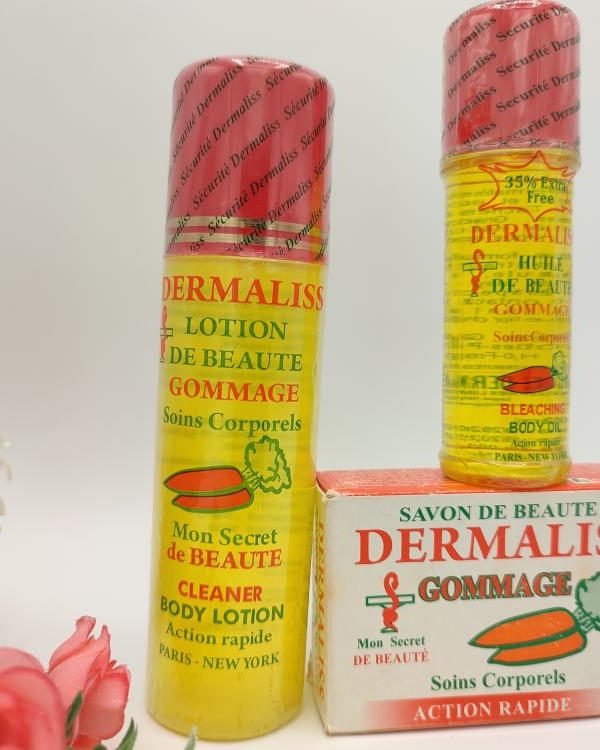 Sécurité Dermaliss
DERMALISS
LOTION
DE BEAUTE
GOMMAGE
Soins Corporels
Mon Secret
de BEAUTE
CLEANER
BODY LOTION
Action rapide
PARIS - NEW YORK
Sécurité Dermaliss
35% Extra
Free
DERMALIS
HUILE
DE BEAUTE
GOMMAGE
Soins Corporels
BLEACHING
BODY OIL
Action rapide
PARIS-NEW YORK
SAVON DE BEAUTE
DERMALIS
GOMMAGE
Mon Secret
DE BEAUTÉ
Soins Corporels
ACTION RAPIDE